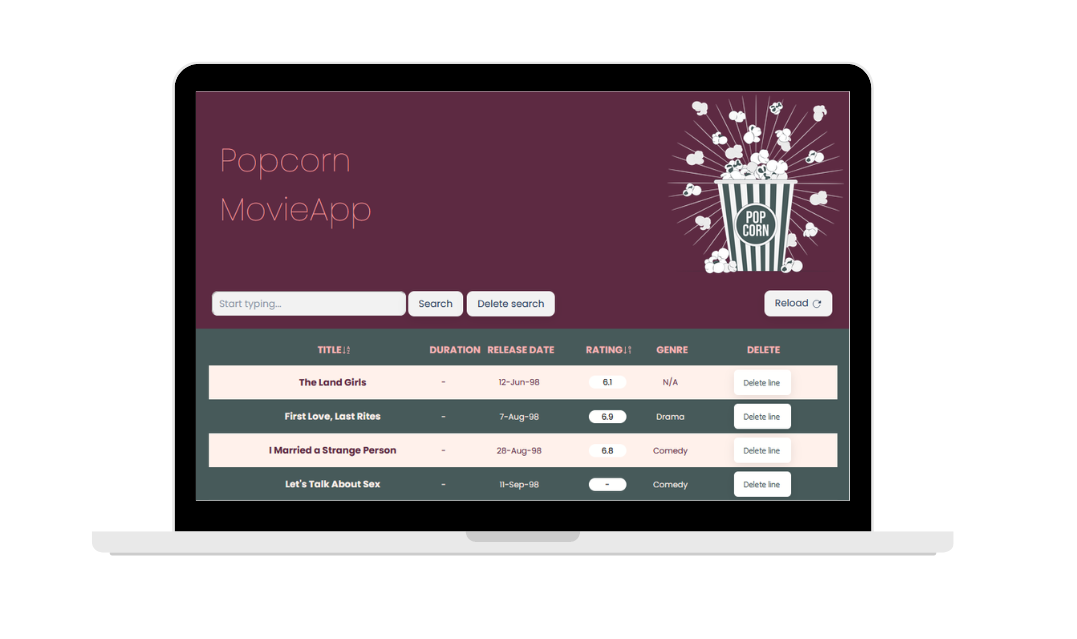 Popcorn
MovieApp
POP
CORN
Start typing...
Search
Delete search
Reload
TITLE DURATION RELEASE DATE RATING GENRE DELETE
The Land Girls - 12-Jun-98 6.1 N/A Delete line
First Love, Last Rites - 7-Aug-98 6.9 Drama Delete line
I Married a Strange Person - 28-Aug-98 6.8 Comedy Delete line
Let's Talk About Sex - 11-Sep-98 - Comedy Delete line